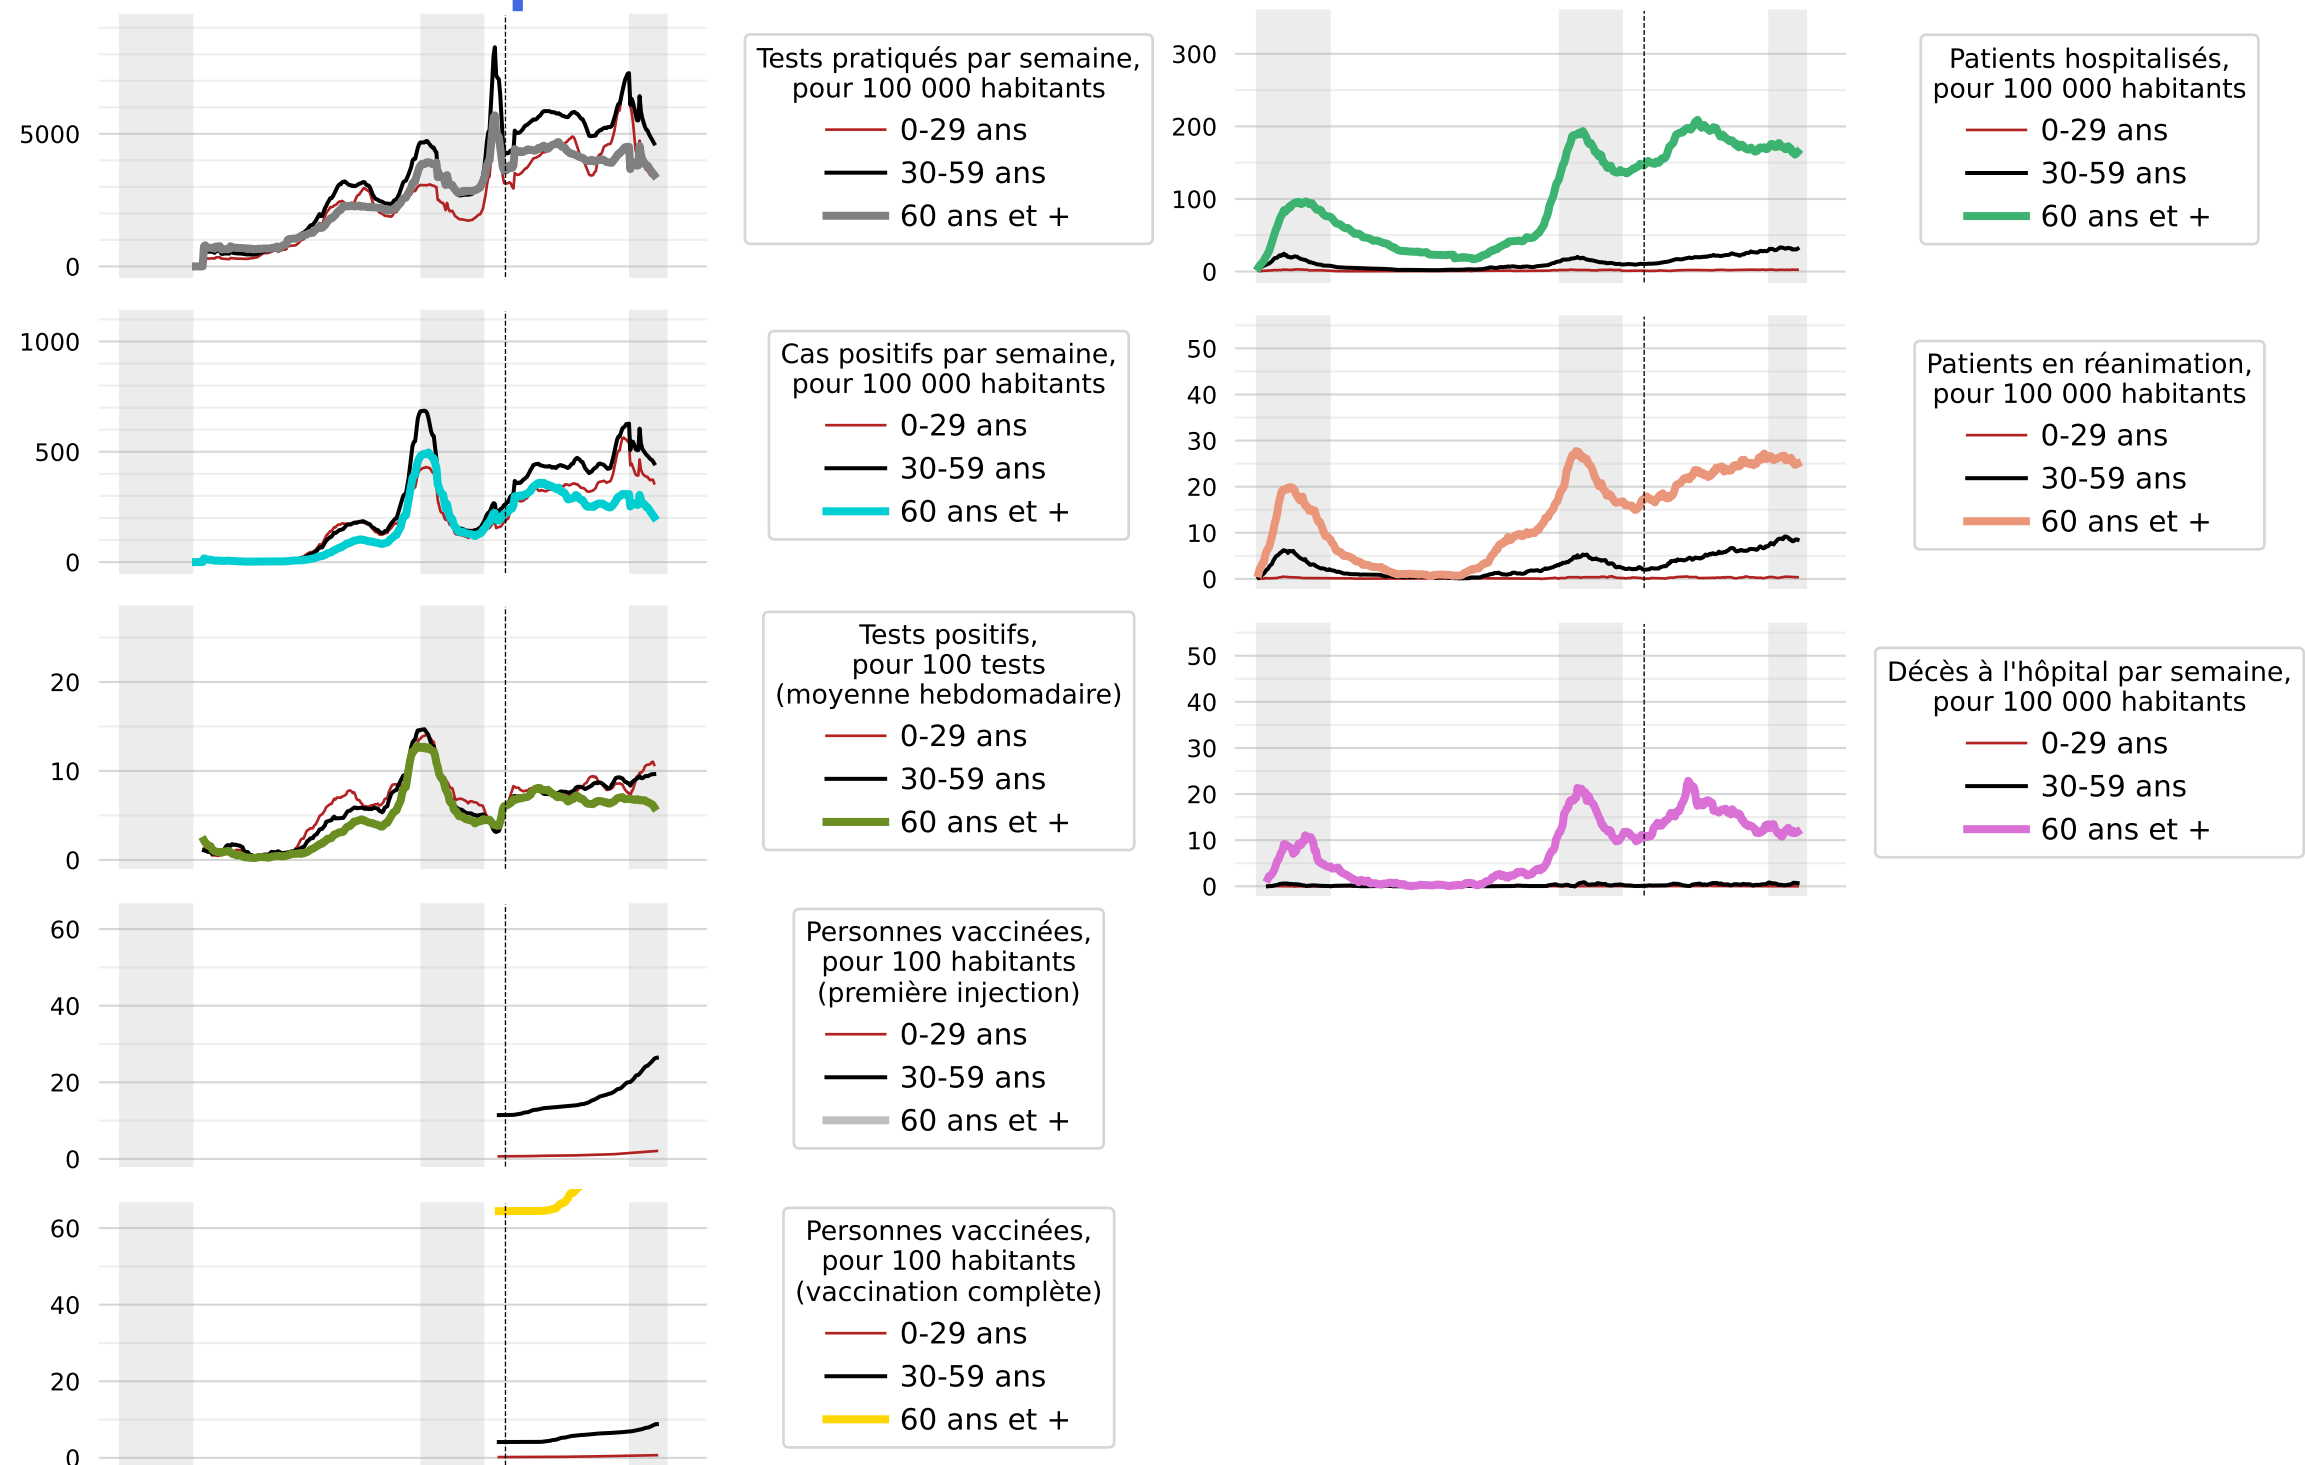 5000
0
Tests pratiqués par semaine,
pour 100 000 habitants
0-29 ans
30-59 ans
60 ans et +
300
200
100
0
Patients hospitalisés,
pour 100 000 habitants
0-29 ans
30-59 ans
60 ans et +
1000
500
0
Cas positifs par semaine,
pour 100 000 habitants
0-29 ans
30-59 ans
60 ans et +
50
40
30
20
10
0
Patients en réanimation,
pour 100 000 habitants
0-29 ans
30-59 ans
60 ans et +
20
10
0
Tests positifs,
pour 100 tests
(moyenne hebdomadaire)
0-29 ans
30-59 ans
60 ans et +
50
40
30
20
10
0
Décès à l'hôpital par semaine,
pour 100 000 habitants
0-29 ans
30-59 ans
60 ans et +
60
40
20
0
Personnes vaccinées,
pour 100 habitants
(première injection)
0-29 ans
30-59 ans
60 ans et +
60
40
20
0
Personnes vaccinées,
pour 100 habitants
(vaccination complète)
0-29 ans
30-59 ans
60 ans et +